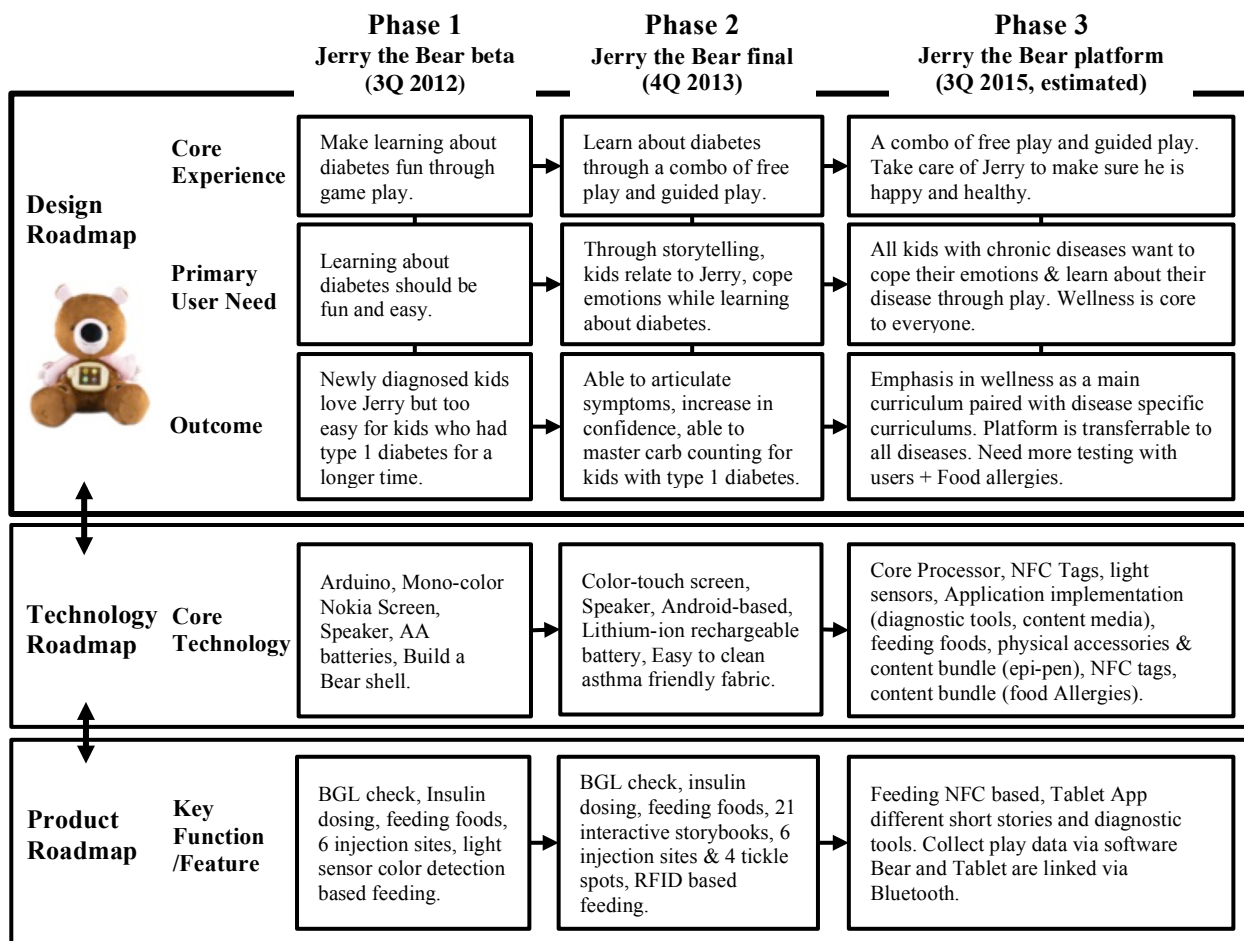 Phase 1
Jerry the Bear beta
(3Q 2012)
Phase 2
Jerry the Bear final
(4Q 2013)
Phase 3
Jerry the Bear platform
(3Q 2015, estimated)
Design
Roadmap
Core
Experience
Make learning about
diabetes fun through
game play.
Learn about diabetes
through a combo of free
play and guided play.
A combo of free play and guided play.
Take care of Jerry to make sure he is
happy and healthy.
Primary
User Need
Learning about
diabetes should be
fun and easy.
Through storytelling,
kids relate to Jerry, cope
emotions while learning
about diabetes.
All kids with chronic diseases want to
cope their emotions & learn about their
disease through play. Wellness is core
to everyone.
Outcome
Newly diagnosed kids
love Jerry but too
easy for kids who had
type 1 diabetes for a
longer time.
Able to articulate
symptoms, increase in
confidence, able to
master carb counting for
kids with type 1 diabetes.
Emphasis in wellness as a main
curriculum paired with disease specific
curriculums. Platform is transferrable to
all diseases. Need more testing with
users + Food allergies.
Technology
Roadmap
Core
Technology
Arduino, Mono-color
Nokia Screen,
Speaker, AA
batteries, Build a
Bear shell.
Color-touch screen,
Speaker, Android-based,
Lithium-ion rechargeable
battery, Easy to clean
asthma friendly fabric.
Core Processor, NFC Tags, light
sensors, Application implementation
(diagnostic tools, content media),
feeding foods, physical accessories &
content bundle (epi-pen), NFC tags,
content bundle (food Allergies).
Product
Roadmap
Key
Function
/Feature
BGL check, Insulin
dosing, feeding foods,
6 injection sites, light
sensor color detection
based feeding.
BGL check, insulin
dosing, feeding foods, 21
interactive storybooks, 6
injection sites & 4 tickle
spots, RFID based
feeding.
Feeding NFC based, Tablet App
different short stories and diagnostic
tools. Collect play data via software
Bear and Tablet are linked via
Bluetooth.